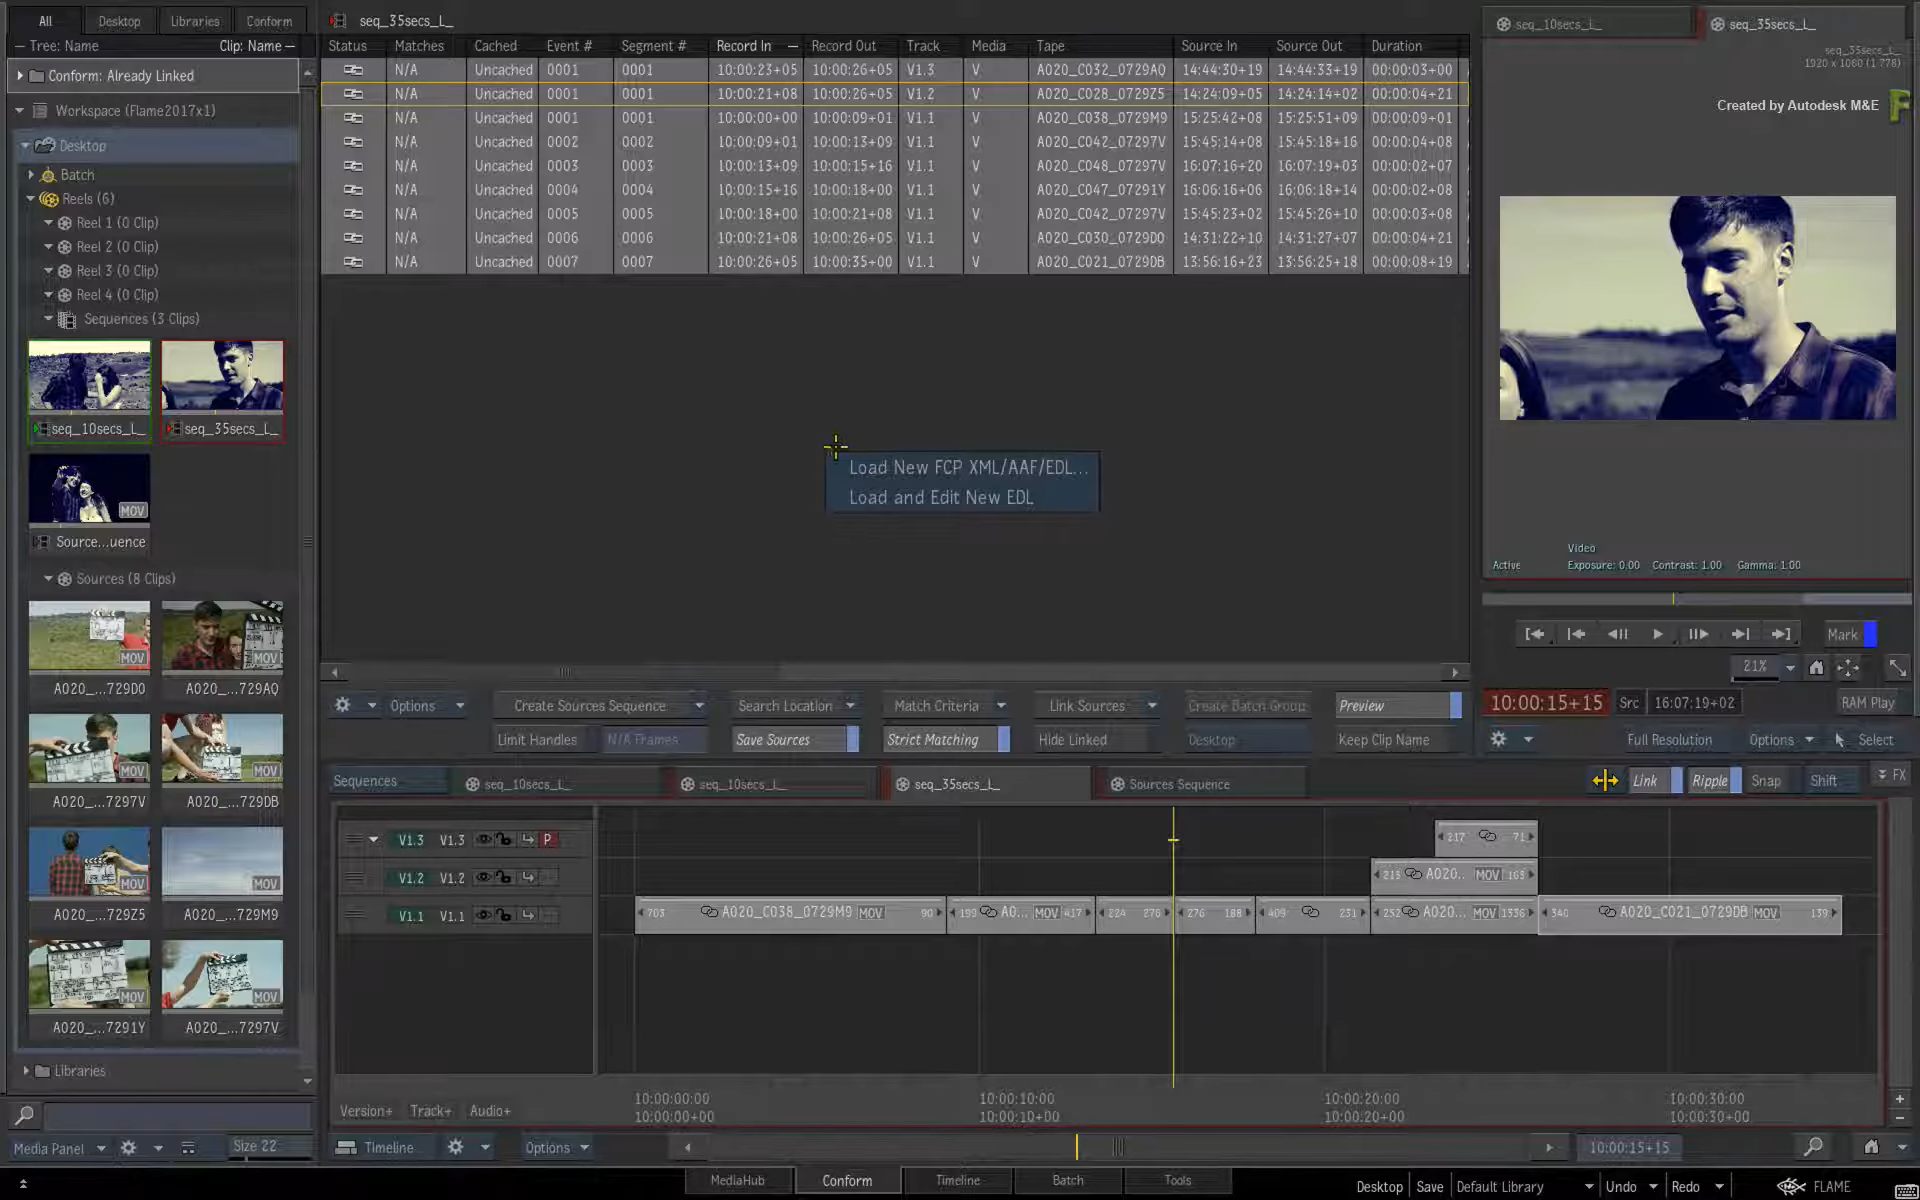 All Desktop Libraries Conform
Tree: Name Clip: Name
Conform: Already Linked
Workspace (Flame2017x1)
Desktop
Batch
Reels (6)
Reel 1 (0 Clip)
Reel 2 (0 Clip)
Reel 3 (0 Clip)
Reel 4 (0 Clip)
Sequences (3 Clips)
seq_10secs_L_ seq_35secs_L_
MOV
Source...uence
Sources (8 Clips)
MOV MOV
A020_...729D0 A020_...729AQ
MOV MOV
A020_...7297V A020_...729DB
MOV MOV
A020_...729Z5 A020_...729M9
MOV MOV
A020_...7291Y A020_...7297V
Libraries
Media Panel Size 22
seq_35secs_L_
Status Matches Cached Event # Segment # Record In Record Out Track Media Tape Source In Source Out Duration
N/A Uncached 0001 0001 10:00:23+05 10:00:26+05 V1.3 V A020_C032_0729AQ 14:44:30+19 14:44:33+19 00:00:03+00
N/A Uncached 0001 0001 10:00:21+08 10:00:26+05 V1.2 V A020_C028_0729Z5 14:24:09+05 14:24:14+02 00:00:04+21
N/A Uncached 0001 0001 10:00:00+00 10:00:09+01 V1.1 V A020_C038_0729M9 15:25:42+08 15:25:51+09 00:00:09+01
N/A Uncached 0002 0002 10:00:09+01 10:00:13+09 V1.1 V A020_C042_07297V 15:45:14+08 15:45:18+16 00:00:04+08
N/A Uncached 0003 0003 10:00:13+09 10:00:15+16 V1.1 V A020_C048_07297V 16:07:16+20 16:07:19+03 00:00:02+07
N/A Uncached 0004 0004 10:00:15+16 10:00:18+00 V1.1 V A020_C047_07291Y 16:06:16+06 16:06:18+14 00:00:02+08
N/A Uncached 0005 0005 10:00:18+00 10:00:21+08 V1.1 V A020_C042_07297V 15:45:23+02 15:45:26+10 00:00:03+08
N/A Uncached 0006 0006 10:00:21+08 10:00:26+05 V1.1 V A020_C030_0729D0 14:31:22+10 14:31:27+07 00:00:04+21
N/A Uncached 0007 0007 10:00:26+05 10:00:35+00 V1.1 V A020_C021_0729DB 13:56:16+23 13:56:25+18 00:00:08+19
Load New FCP XML/AAF/EDL...
Load and Edit New EDL
Options Create Sources Sequence Search Location Match Criteria Link Sources Create Batch Group Preview
Limit Handles N/A Frames Save Sources Strict Matching Hide Linked Desktop Keep Clip Name
seq_10secs_L_ seq_35secs_L_
seq_35secs_L_
1920 x 1080 (1.778)
Created by Autodesk M&E
Video
Active Exposure: 0.00 Contrast: 1.00 Gamma: 1.00
Mark
21%
10:00:15+15 Src 16:07:19+02 RAM Play
Full Resolution Options Select
Sequences seq_10secs_L_ seq_10secs_L_ seq_35secs_L_ Sources Sequence Link Ripple Snap Shift FX
V1.3 V1.3 P 217 71
V1.2 V1.2 213 A020.. MOV 165
V1.1 V1.1 703 A020_C038_0729M9 MOV 90 199 A0... MOV 417 224 276 276 188 409 231 252 A020.. MOV 1336 340 A020_C021_0729DB MOV 139
10:00:00:00 10:00:10:00 10:00:20:00 10:00:30:00
Version+ Track+ Audio+ 10:00:00+00 10:00:10+00 10:00:20+00 10:00:30+00
Timeline Options 10:00:15+15
MediaHub Conform Timeline Batch Tools Desktop Save Default Library Undo Redo FLAME